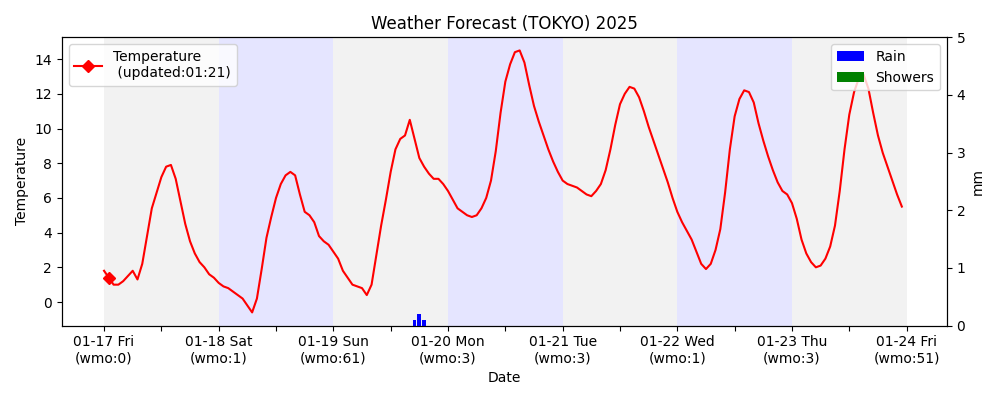 Weather Forecast (TOKYO) 2025
Temperature
(updated:01:21)
Rain
Showers
Temperature
14
12
10
8
6
4
2
0
5
4
3
2
1
0
mm
01-17 Fri
(wmo:0)
01-18 Sat
(wmo:1)
01-19 Sun
(wmo:61)
01-20 Mon
(wmo:3)
01-21 Tue
(wmo:3)
01-22 Wed
(wmo:1)
01-23 Thu
(wmo:3)
01-24 Fri
(wmo:51)
Date